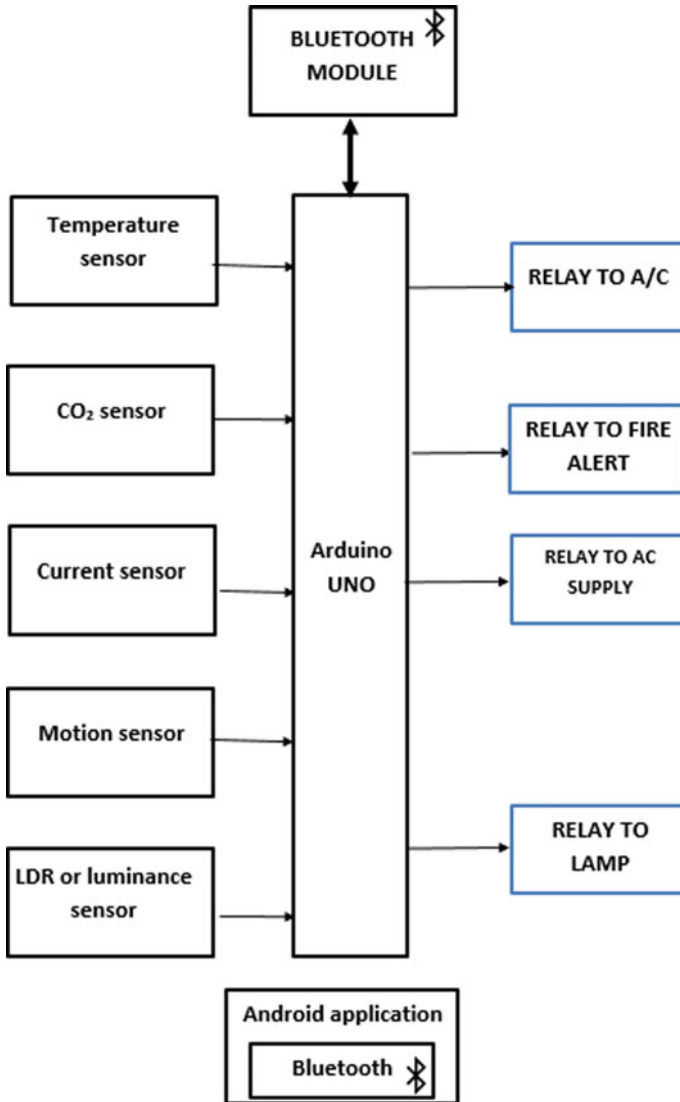 BLUETOOTH
MODULE
Temperature
sensor
CO₂ sensor
Current sensor
Motion sensor
LDR or luminance
sensor
Arduino
UNO
RELAY TO A/C
RELAY TO FIRE
ALERT
RELAY TO AC
SUPPLY
RELAY TO
LAMP
Android application
Bluetooth